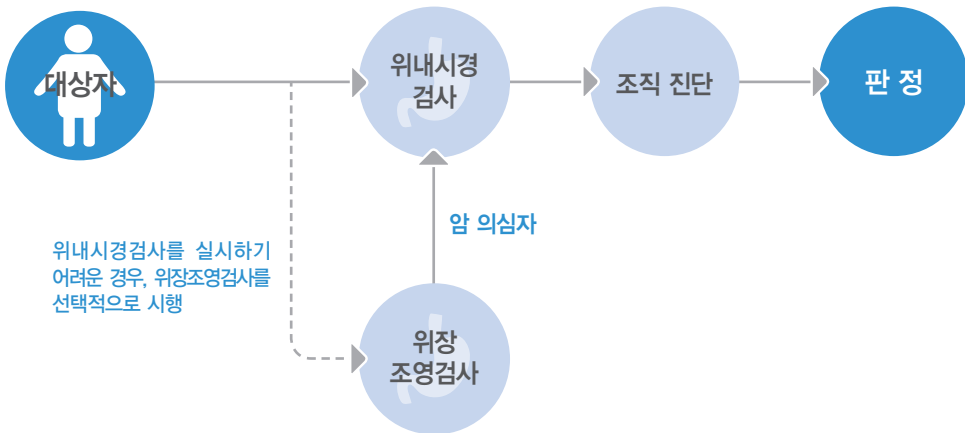 대상자
위내시경
검사
조직 진단
판 정
암 의심자
위내시경검사를 실시하기
어려운 경우, 위장조영검사를
선택적으로 시행
위장
조영검사